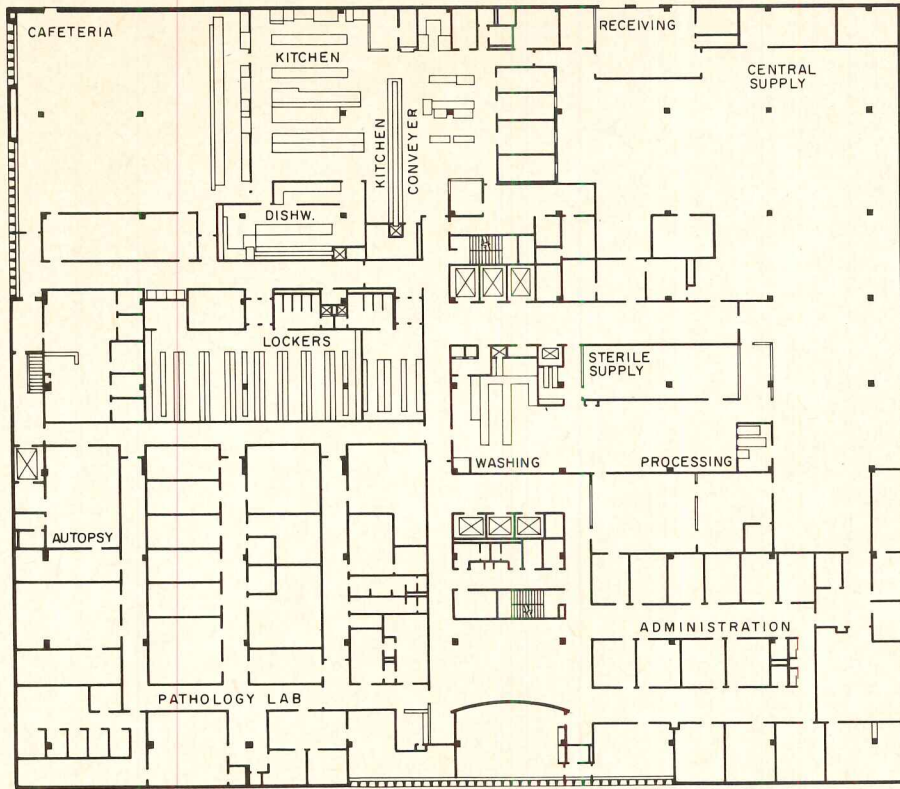 CAFETERIA
KITCHEN
RECEIVING
CENTRAL
SUPPLY
KITCHEN
CONVEYER
DISHW.
LOCKERS
STERILE
SUPPLY
WASHING
PROCESSING
AUTOPSY
ADMINISTRATION
PATHOLOGY LAB